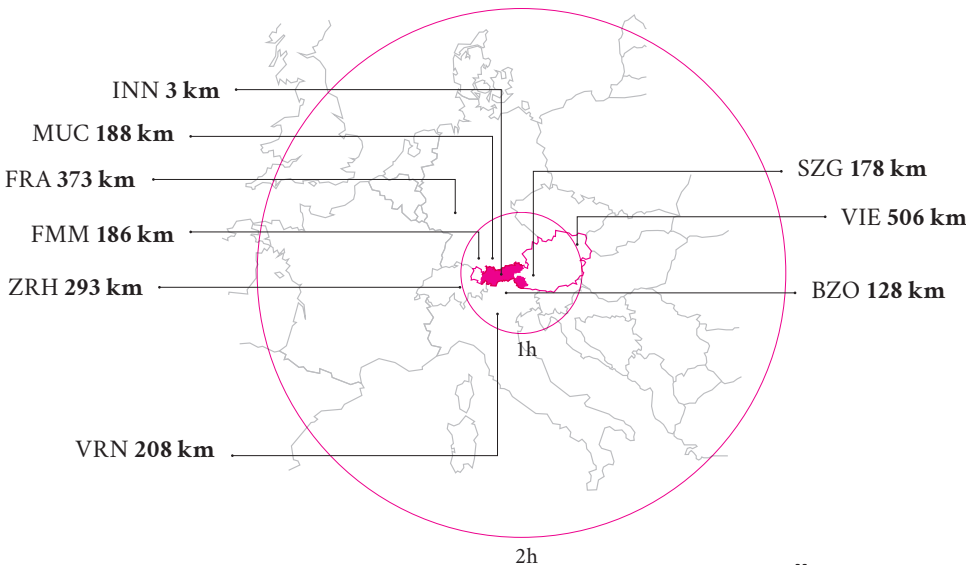 INN 3 km
MUC 188 km
FRA 373 km
FMM 186 km
ZRH 293 km
VRN 208 km
SZG 178 km
VIE 506 km
BZO 128 km
1h
2h